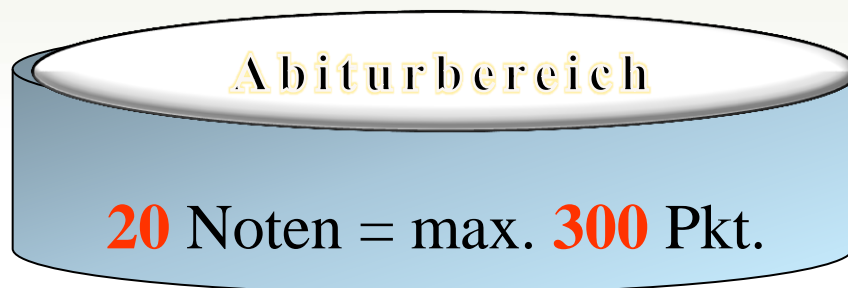 Abiturbereich
20 Noten = max. 300 Pkt.